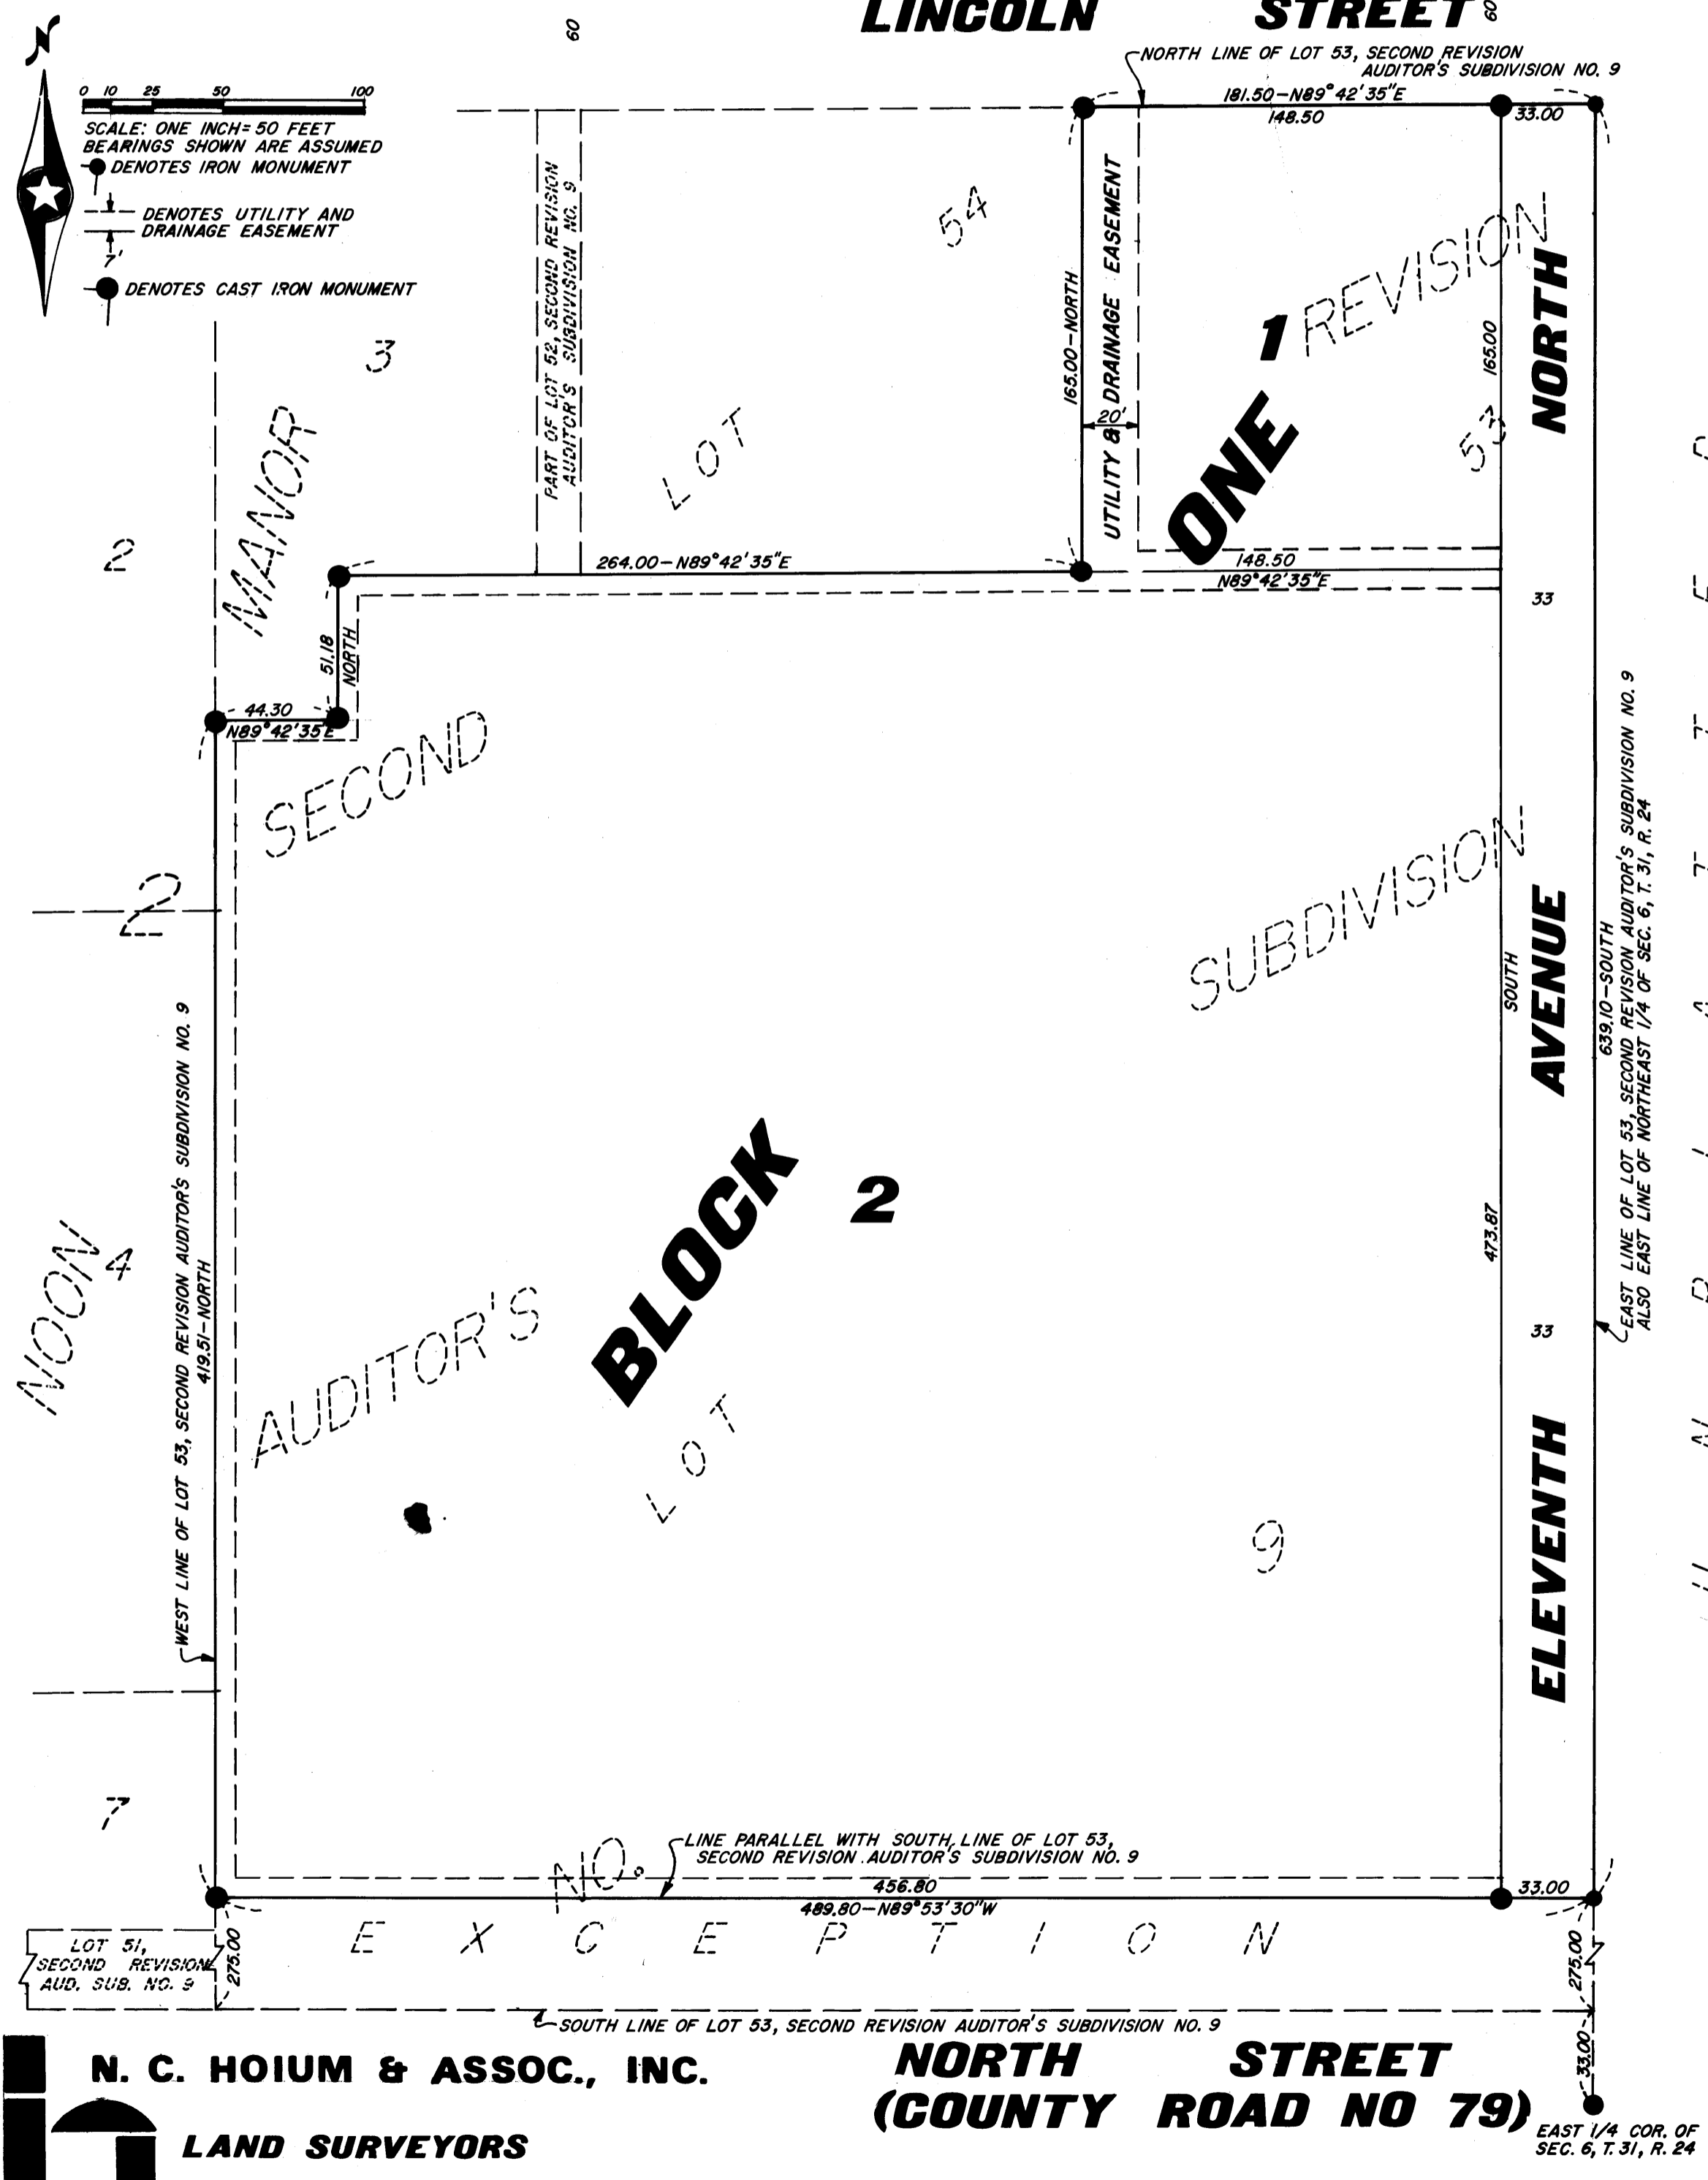 LINCOLN STREET
60
60
N
0 10 25 50 100
SCALE: ONE INCH= 50 FEET
BEARINGS SHOWN ARE ASSUMED
DENOTES IRON MONUMENT
DENOTES UTILITY AND
DRAINAGE EASEMENT
7'
DENOTES CAST IRON MONUMENT
NORTH LINE OF LOT 53, SECOND REVISION
AUDITOR'S SUBDIVISION NO. 9
181.50-N89°42'35"E
148.50
33.00
PART OF LOT 52, SECOND REVISION
AUDITOR'S SUBDIVISION NO. 9
54
LOT
165.00-NORTH
UTILITY & DRAINAGE EASEMENT
20'
1
ONE
REVISION
53
165.00
NORTH
3
2
MANOR
264.00-N89°42'35"E
148.50
N89°42'35"E
33
51.18
NORTH
44.30
N89°42'35"E
SECOND
SUBDIVISION
2
SOUTH
AVENUE
639.10-SOUTH
EAST LINE OF LOT 53, SECOND REVISION AUDITOR'S SUBDIVISION NO. 9
ALSO EAST LINE OF NORTHEAST 1/4 OF SEC. 6, T. 31, R. 24
WEST LINE OF LOT 53, SECOND REVISION AUDITOR'S SUBDIVISION NO. 9
419.51-NORTH
BLOCK
2
473.87
NOON
4
33
AUDITOR'S
LOT
ELEVENTH
9
7
NO.
LINE PARALLEL WITH SOUTH LINE OF LOT 53,
SECOND REVISION AUDITOR'S SUBDIVISION NO. 9
456.80
489.80-N89°53'30"W
33.00
EXCEPTION
LOT 51,
SECOND REVISION
AUD. SUB. NO. 9
275.00
275.00
SOUTH LINE OF LOT 53, SECOND REVISION AUDITOR'S SUBDIVISION NO. 9
33.00
N. C. HOIUM & ASSOC., INC.
LAND SURVEYORS
NORTH STREET
(COUNTY ROAD NO 79)
EAST 1/4 COR. OF
SEC. 6, T. 31, R. 24